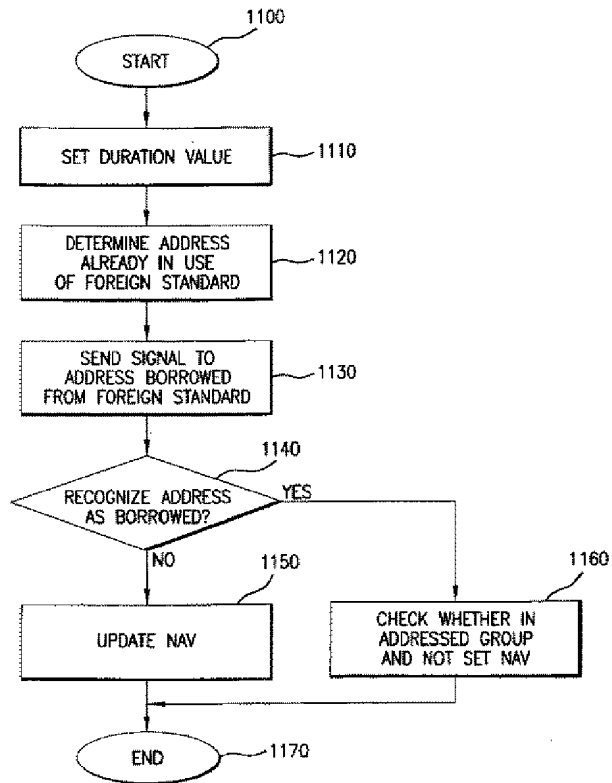 1100
START
SET DURATION VALUE
1110
DETERMINE ADDRESS
ALREADY IN USE
OF FOREIGN STANDARD
1120
SEND SIGNAL TO
ADDRESS BORROWED
FROM FOREIGN STANDARD
1130
1140
RECOGNIZE ADDRESS
AS BORROWED?
YES
NO
1150
UPDATE NAV
1160
CHECK WHETHER IN
ADDRESSED GROUP
AND NOT SET NAV
END
1170